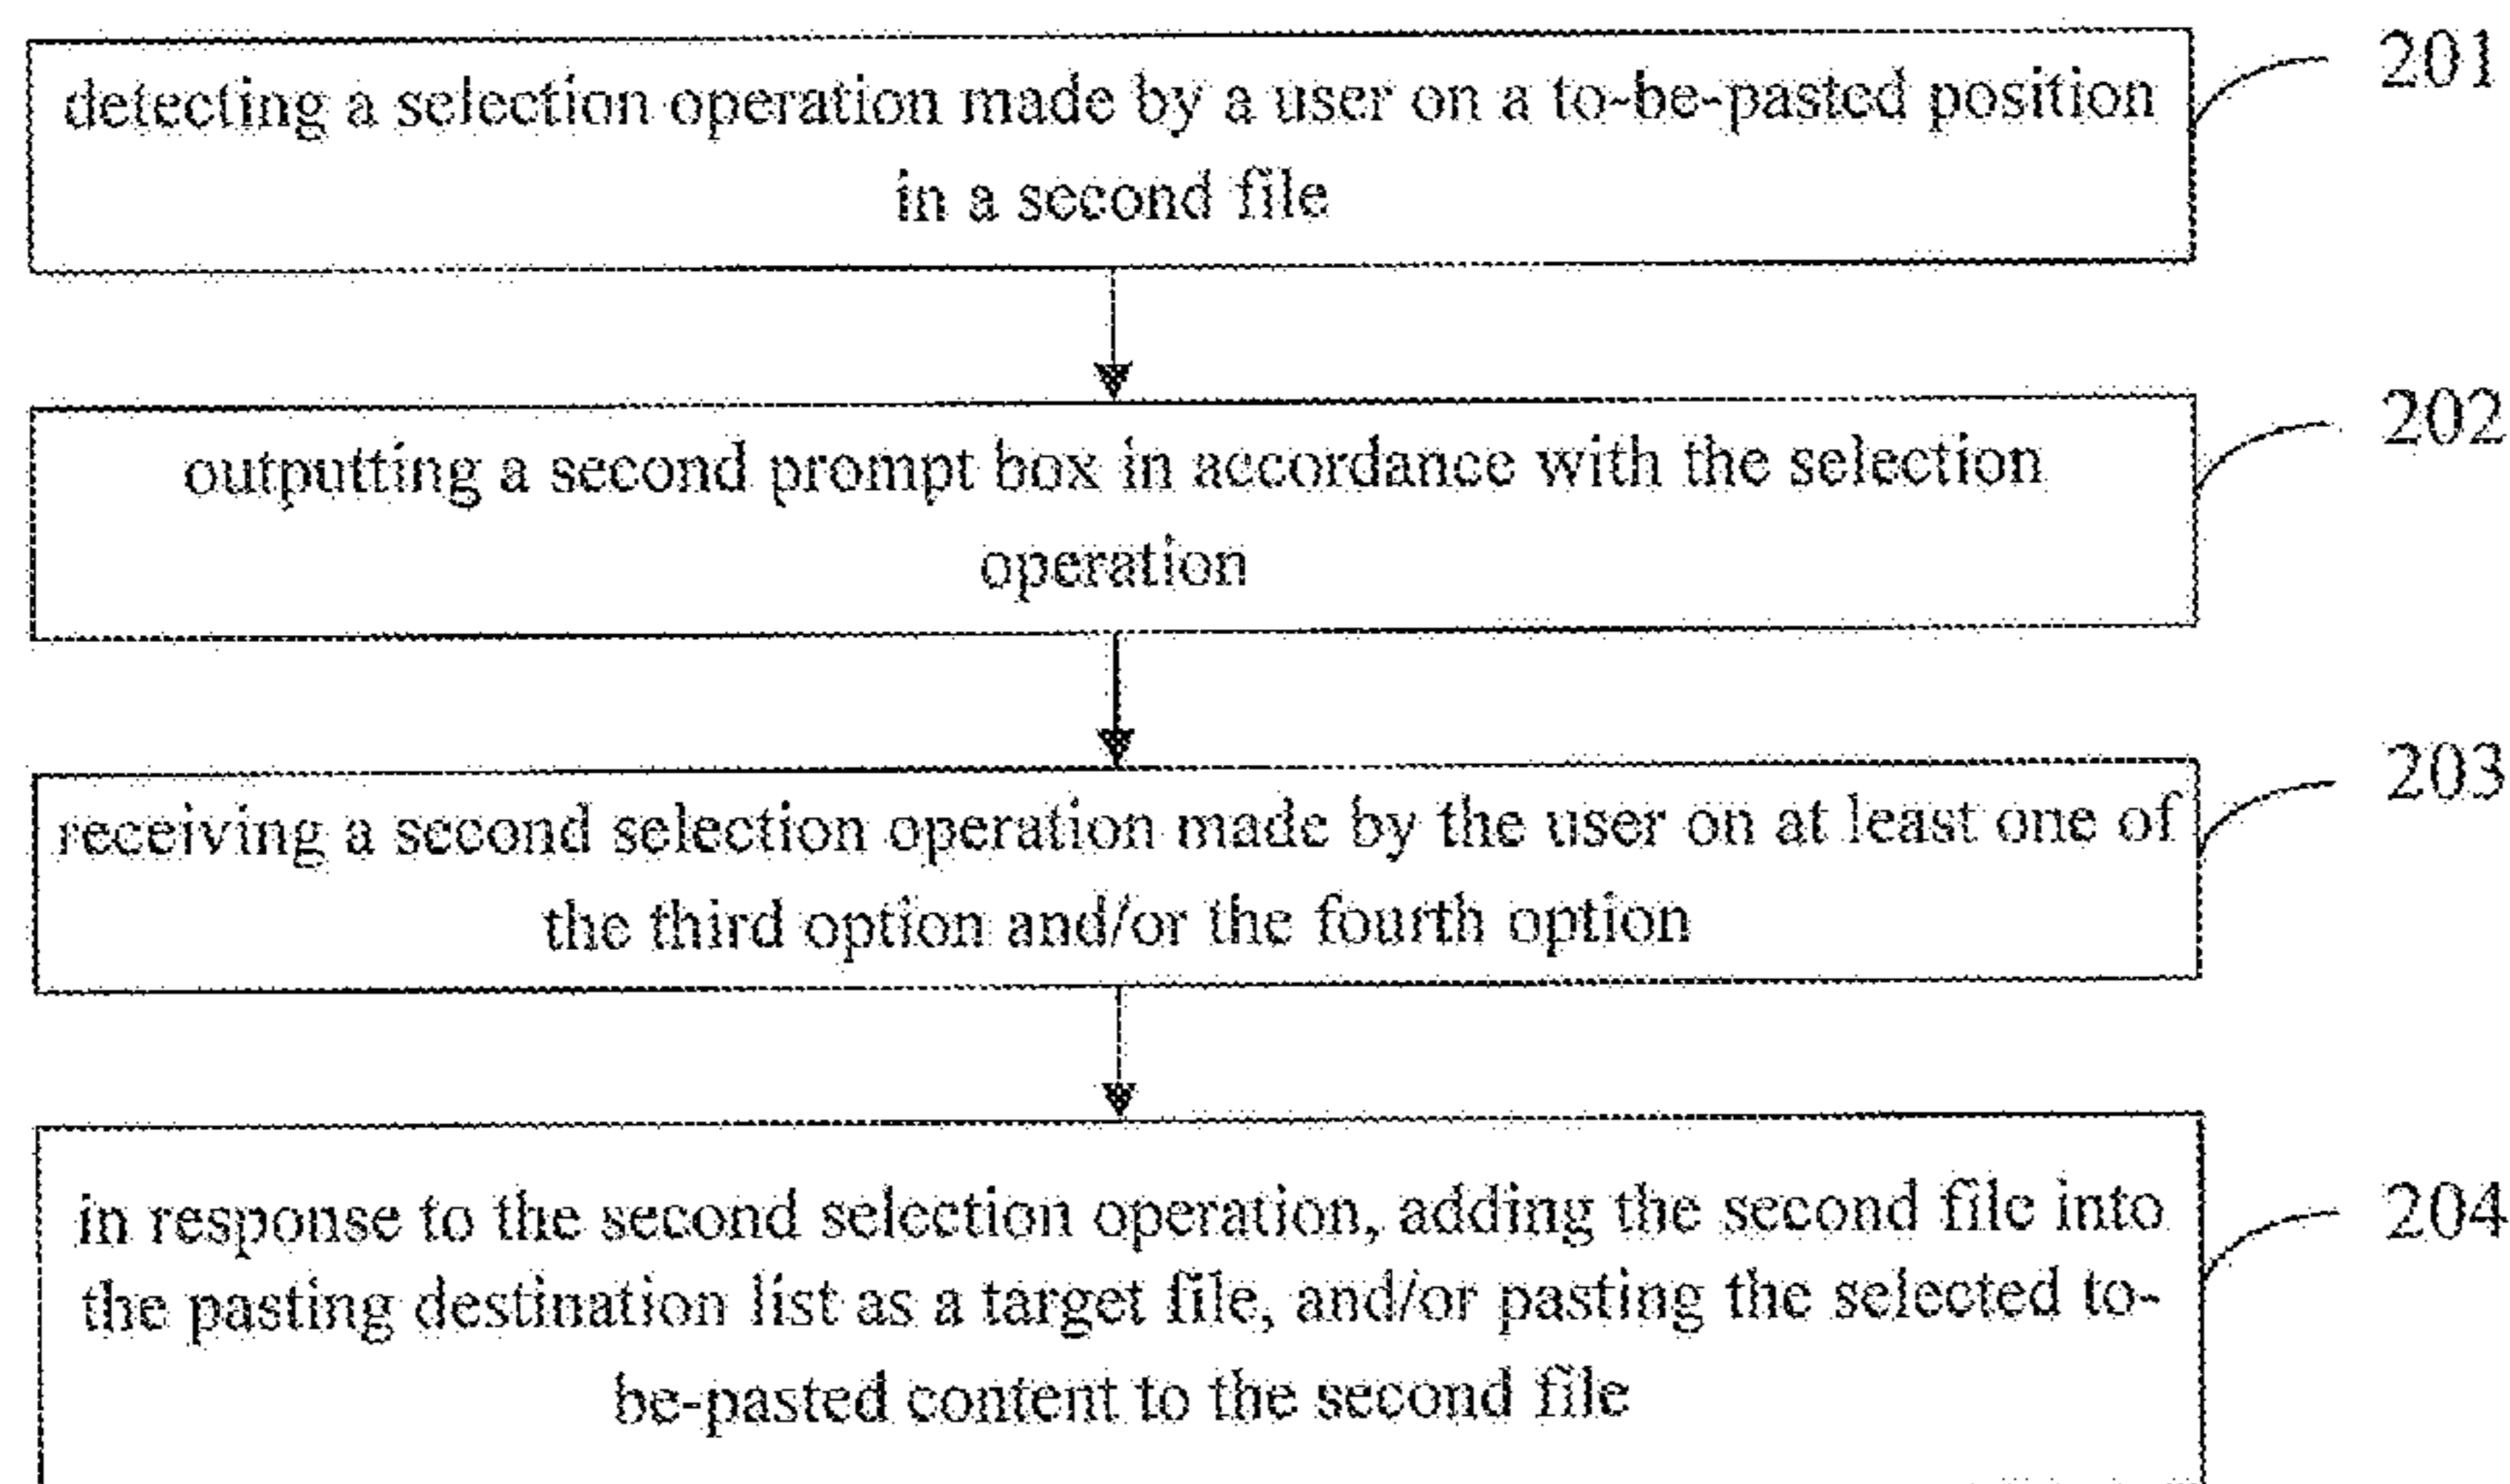 detecting a selection operation made by a user on a to-be-pasted position
in a second file
201
outputting a second prompt box in accordance with the selection
operation
202
receiving a second selection operation made by the user on at least one of
the third option and/or the fourth option
203
in response to the second selection operation, adding the second file into
the pasting destination list as a target file, and/or pasting the selected to-
be-pasted content to the second file
204